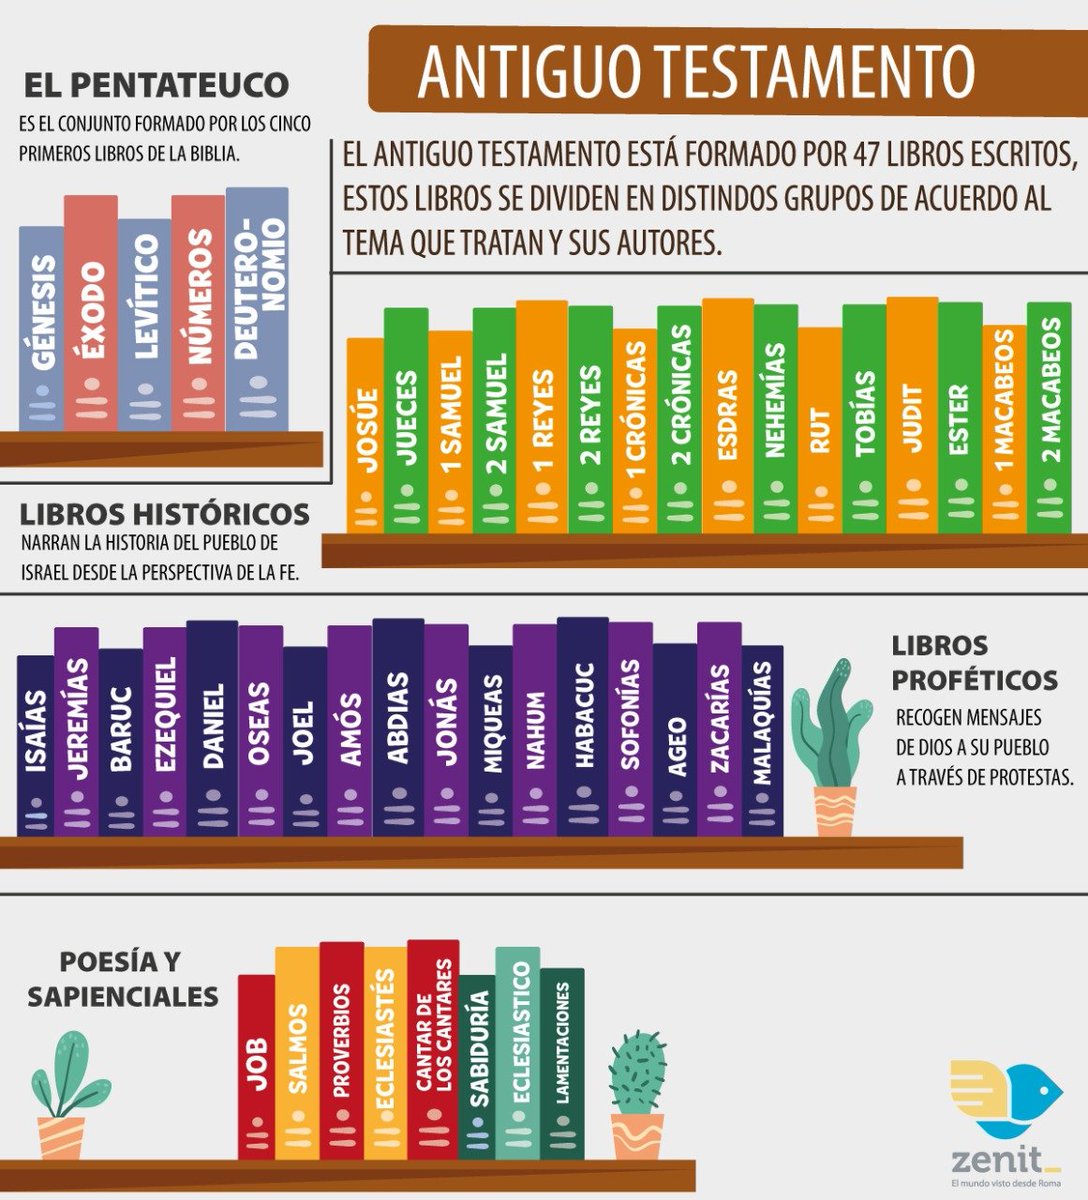 ANTIGUO TESTAMENTO
EL ANTIGUO TESTAMENTO ESTÁ FORMADO POR 47 LIBROS ESCRITOS,
ESTOS LIBROS SE DIVIDEN EN DISTINDOS GRUPOS DE ACUERDO AL
TEMA QUE TRATAN Y SUS AUTORES.
EL PENTATEUCO
ES EL CONJUNTO FORMADO POR LOS CINCO
PRIMEROS LIBROS DE LA BIBLIA.
GÉNESIS
ÉXODO
LEVÍTICO
NÚMEROS
DEUTERO-
NOMIO
LIBROS HISTÓRICOS
NARRAN LA HISTORIA DEL PUEBLO DE
ISRAEL DESDE LA PERSPECTIVA DE LA FE.
JOSÚE
JUECES
1 SAMUEL
2 SAMUEL
1 REYES
2 REYES
1 CRÓNICAS
2 CRÓNICAS
ESDRAS
NEHEMÍAS
RUT
TOBÍAS
JUDIT
ESTER
1 MACABEOS
2 MACABEOS
LIBROS
PROFÉTICOS
RECOGEN MENSAJES
DE DIOS A SU PUEBLO
A TRAVÉS DE PROTESTAS.
ISAÍAS
JEREMÍAS
BARUC
EZEQUIEL
DANIEL
OSEAS
JOEL
AMÓS
ABDIAS
JONÁS
MIQUEAS
NAHUM
HABACUC
SOFONÍAS
AGEO
ZACARÍAS
MALAQUÍAS
POESÍA Y
SAPIENCIALES
JOB
SALMOS
PROVERBIOS
ECLESIASTÉS
CANTAR DE
LOS CANTARES
SABIDURÍA
ECLESIASTICO
LAMENTACIONES
zenit_
El mundo visto desde Roma